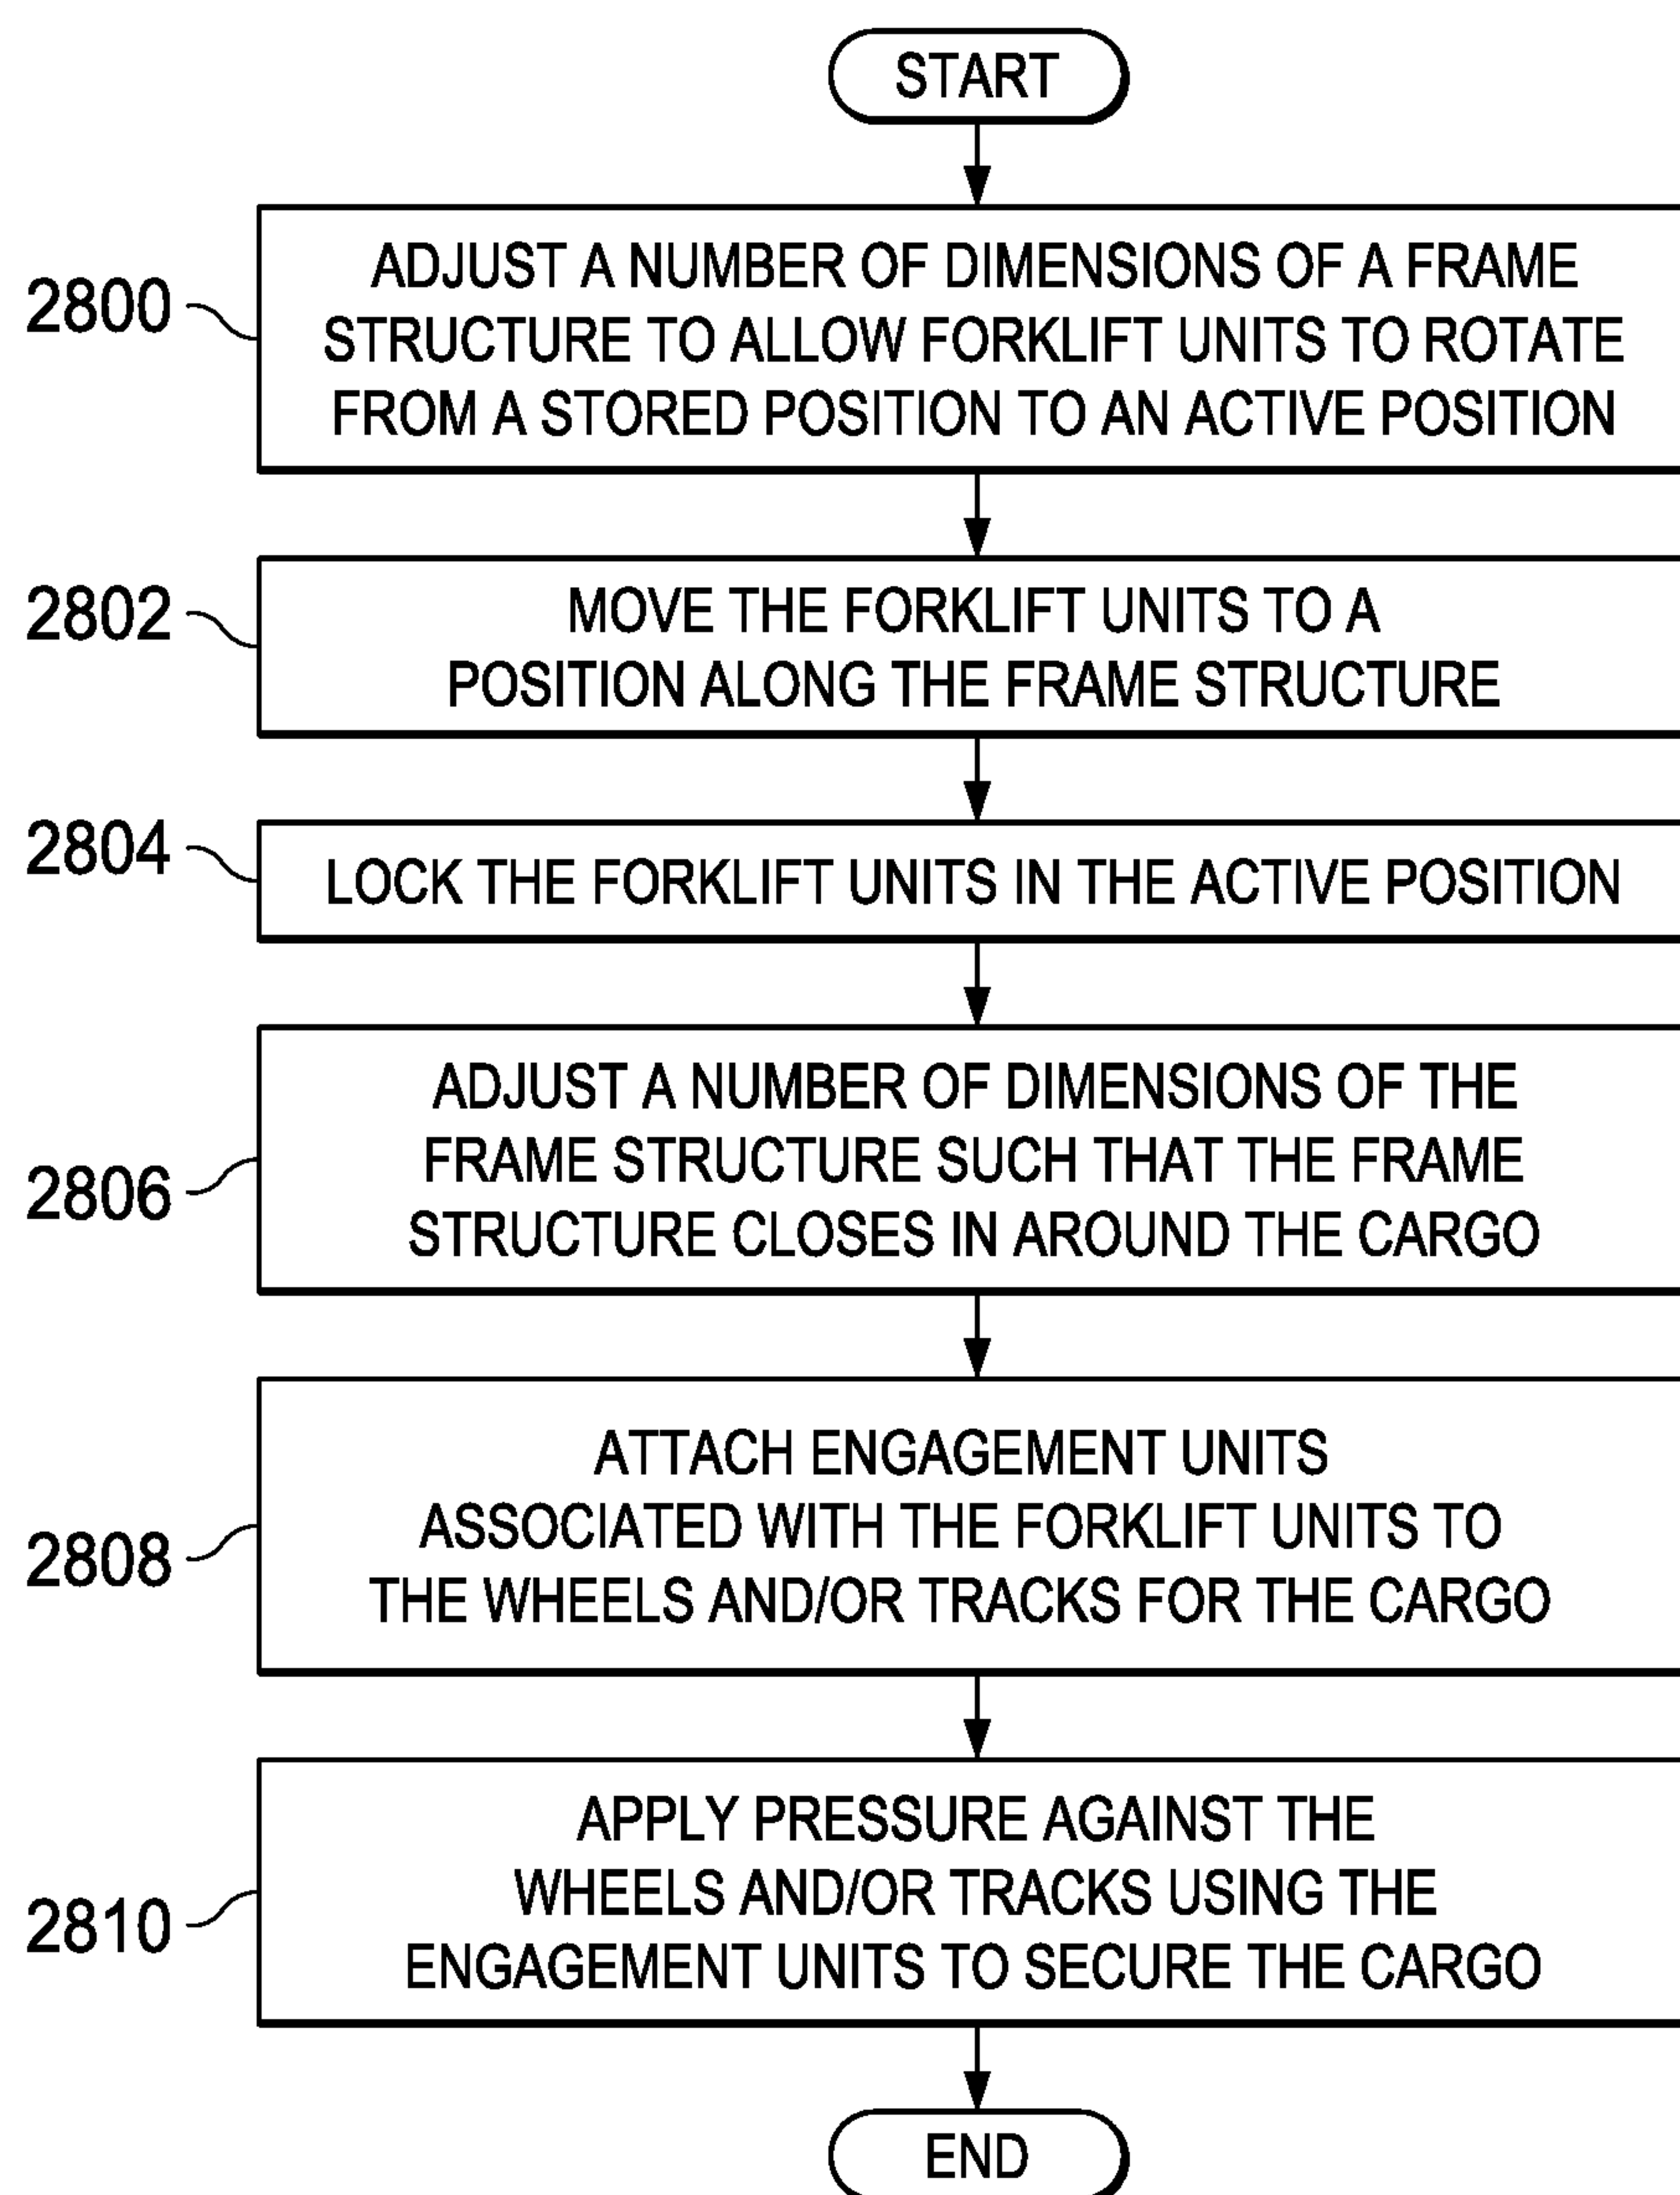 START
2800
ADJUST A NUMBER OF DIMENSIONS OF A FRAME
STRUCTURE TO ALLOW FORKLIFT UNITS TO ROTATE
FROM A STORED POSITION TO AN ACTIVE POSITION
2802
MOVE THE FORKLIFT UNITS TO A
POSITION ALONG THE FRAME STRUCTURE
2804
LOCK THE FORKLIFT UNITS IN THE ACTIVE POSITION
2806
ADJUST A NUMBER OF DIMENSIONS OF THE
FRAME STRUCTURE SUCH THAT THE FRAME
STRUCTURE CLOSES IN AROUND THE CARGO
2808
ATTACH ENGAGEMENT UNITS
ASSOCIATED WITH THE FORKLIFT UNITS TO
THE WHEELS AND/OR TRACKS FOR THE CARGO
2810
APPLY PRESSURE AGAINST THE
WHEELS AND/OR TRACKS USING THE
ENGAGEMENT UNITS TO SECURE THE CARGO
END